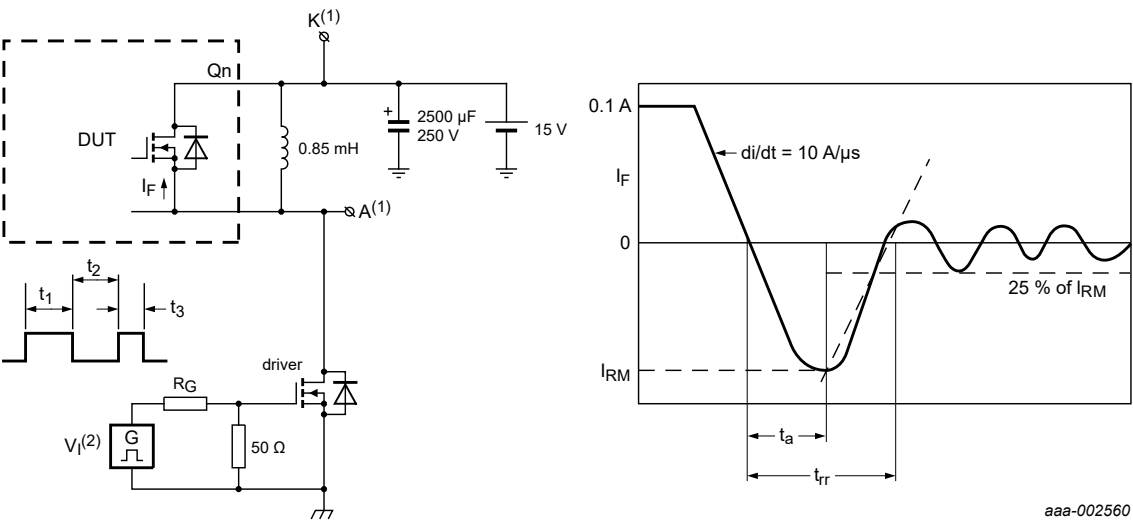 K(1)
Qn
DUT
IF
+
2500 µF
250 V
15 V
0.85 mH
A(1)
t1
t2
t3
driver
RG
VI(2)
G
50 Ω
0.1 A
di/dt = 10 A/µs
IF
0
25 % of IRM
IRM
ta
trr
aaa-002560